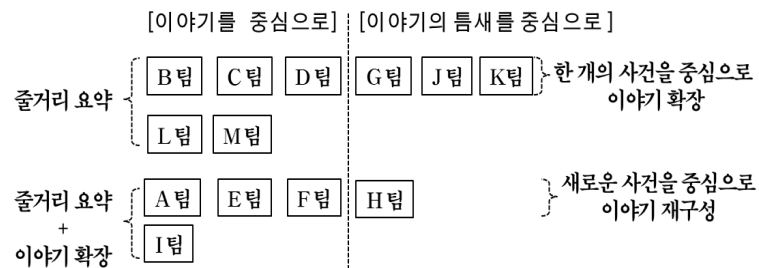 [이야기를 중심으로] [이야기의 틈새를 중심으로]
줄거리 요약 B팀 C팀 D팀 G팀 J팀 K팀 한 개의 사건을 중심으로
이야기 확장
L팀 M팀
줄거리 요약
+
이야기 확장
A팀 E팀 F팀 H팀 새로운 사건을 중심으로
이야기 재구성
I팀